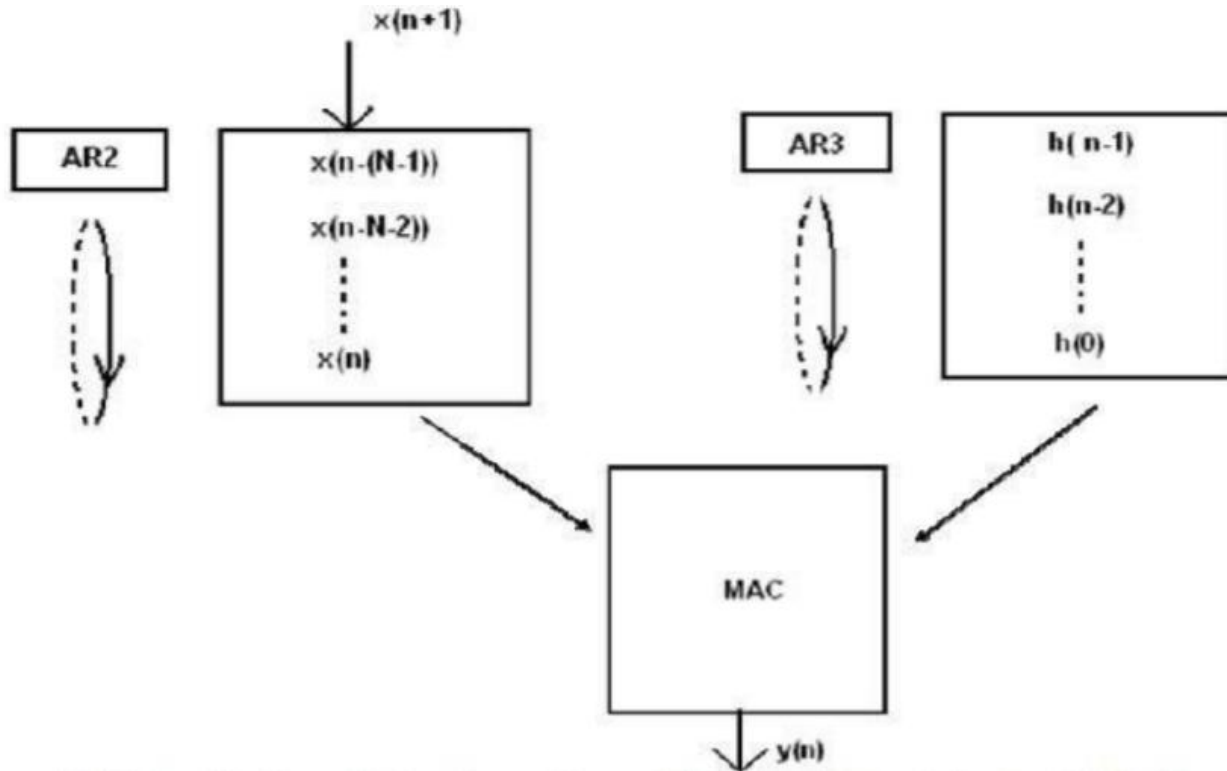 x(n+1)
AR2
x(n-(N-1))
x(n-N-2))
x(n)
AR3
h( n-1)
h(n-2)
h(0)
MAC
y(n)